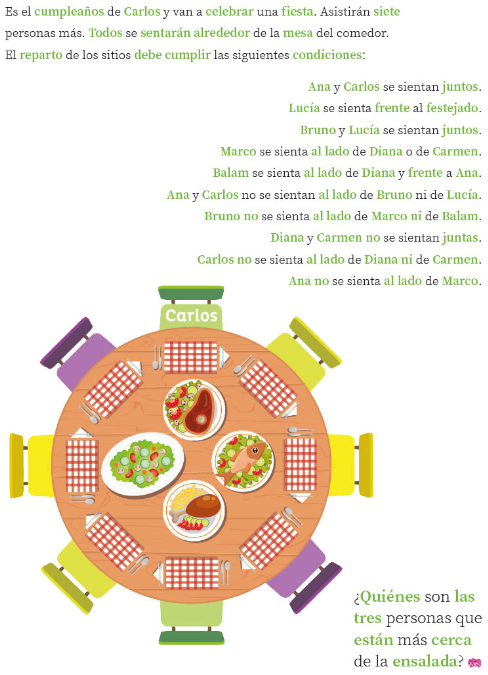 Es el cumpleaños de Carlos y van a celebrar una fiesta. Asistirán siete
personas más. Todos se sentarán alrededor de la mesa del comedor.
El reparto de los sitios debe cumplir las siguientes condiciones:
Ana y Carlos se sientan juntos.
Lucía se sienta frente al festejado.
Bruno y Lucía se sientan juntos.
Marco se sienta al lado de Diana o de Carmen.
Balam se sienta al lado de Diana y frente a Ana.
Ana y Carlos no se sientan al lado de Bruno ni de Lucía.
Bruno no se sienta al lado de Marco ni de Balam.
Diana y Carmen no se sientan juntas.
Carlos no se sienta al lado de Diana ni de Carmen.
Ana no se sienta al lado de Marco.
Carlos
¿Quiénes son las
tres personas que
están más cerca
de la ensalada?